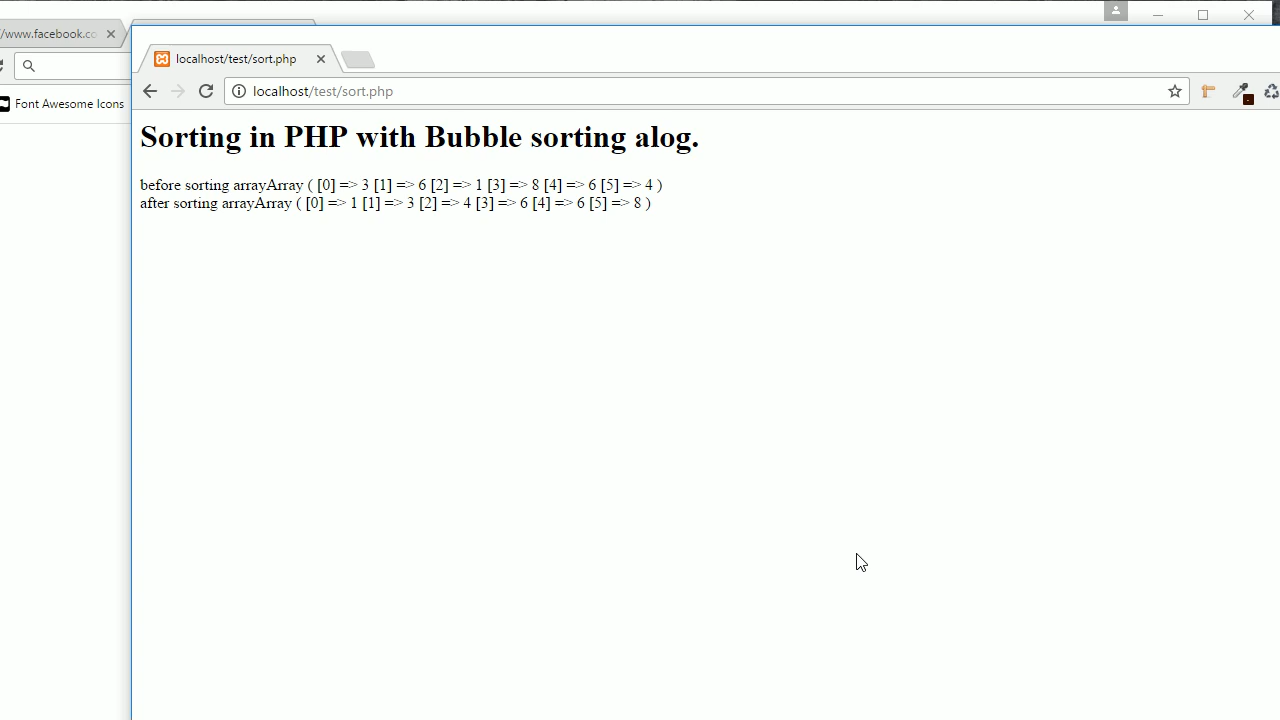 //www.facebook.co
localhost/test/sort.php
localhost/test/sort.php
Font Awesome Icons
Sorting in PHP with Bubble sorting alog.
before sorting arrayArray ( [0] => 3 [1] => 6 [2] => 1 [3] => 8 [4] => 6 [5] => 4 )
after sorting arrayArray ( [0] => 1 [1] => 3 [2] => 4 [3] => 6 [4] => 6 [5] => 8 )